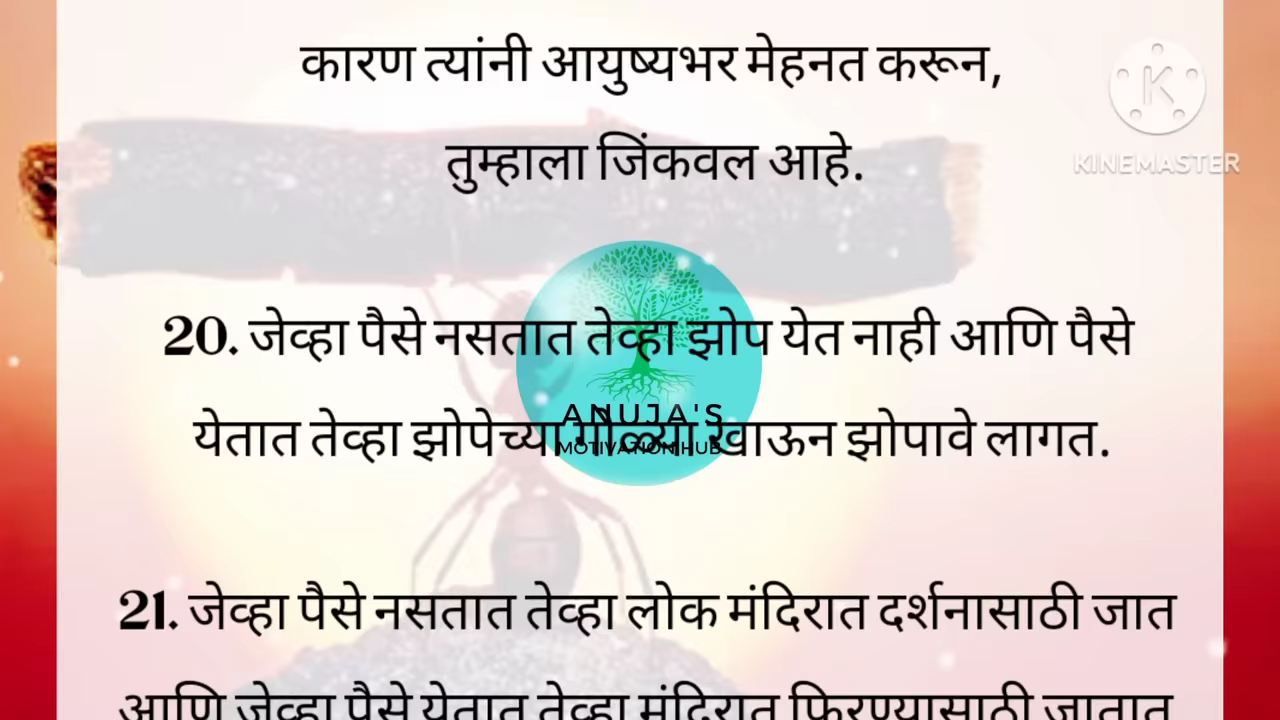 कारण त्यांनी आयुष्यभर मेहनत करून,
तुम्हाला जिंकवल आहे.
KINEMASTER
20. जेव्हा पैसे नसतात तेव्हा झोप येत नाही आणि पैसे
येतात तेव्हा झोपेच्या गोळ्या खाऊन झोपावे लागत.
ANUJA'S
MOTIVATION HUB
21. जेव्हा पैसे नसतात तेव्हा लोक मंदिरात दर्शनासाठी जात
आणि जेव्हा पैसे येतात तेव्हा मंदिरात फिरण्यासाठी जातात